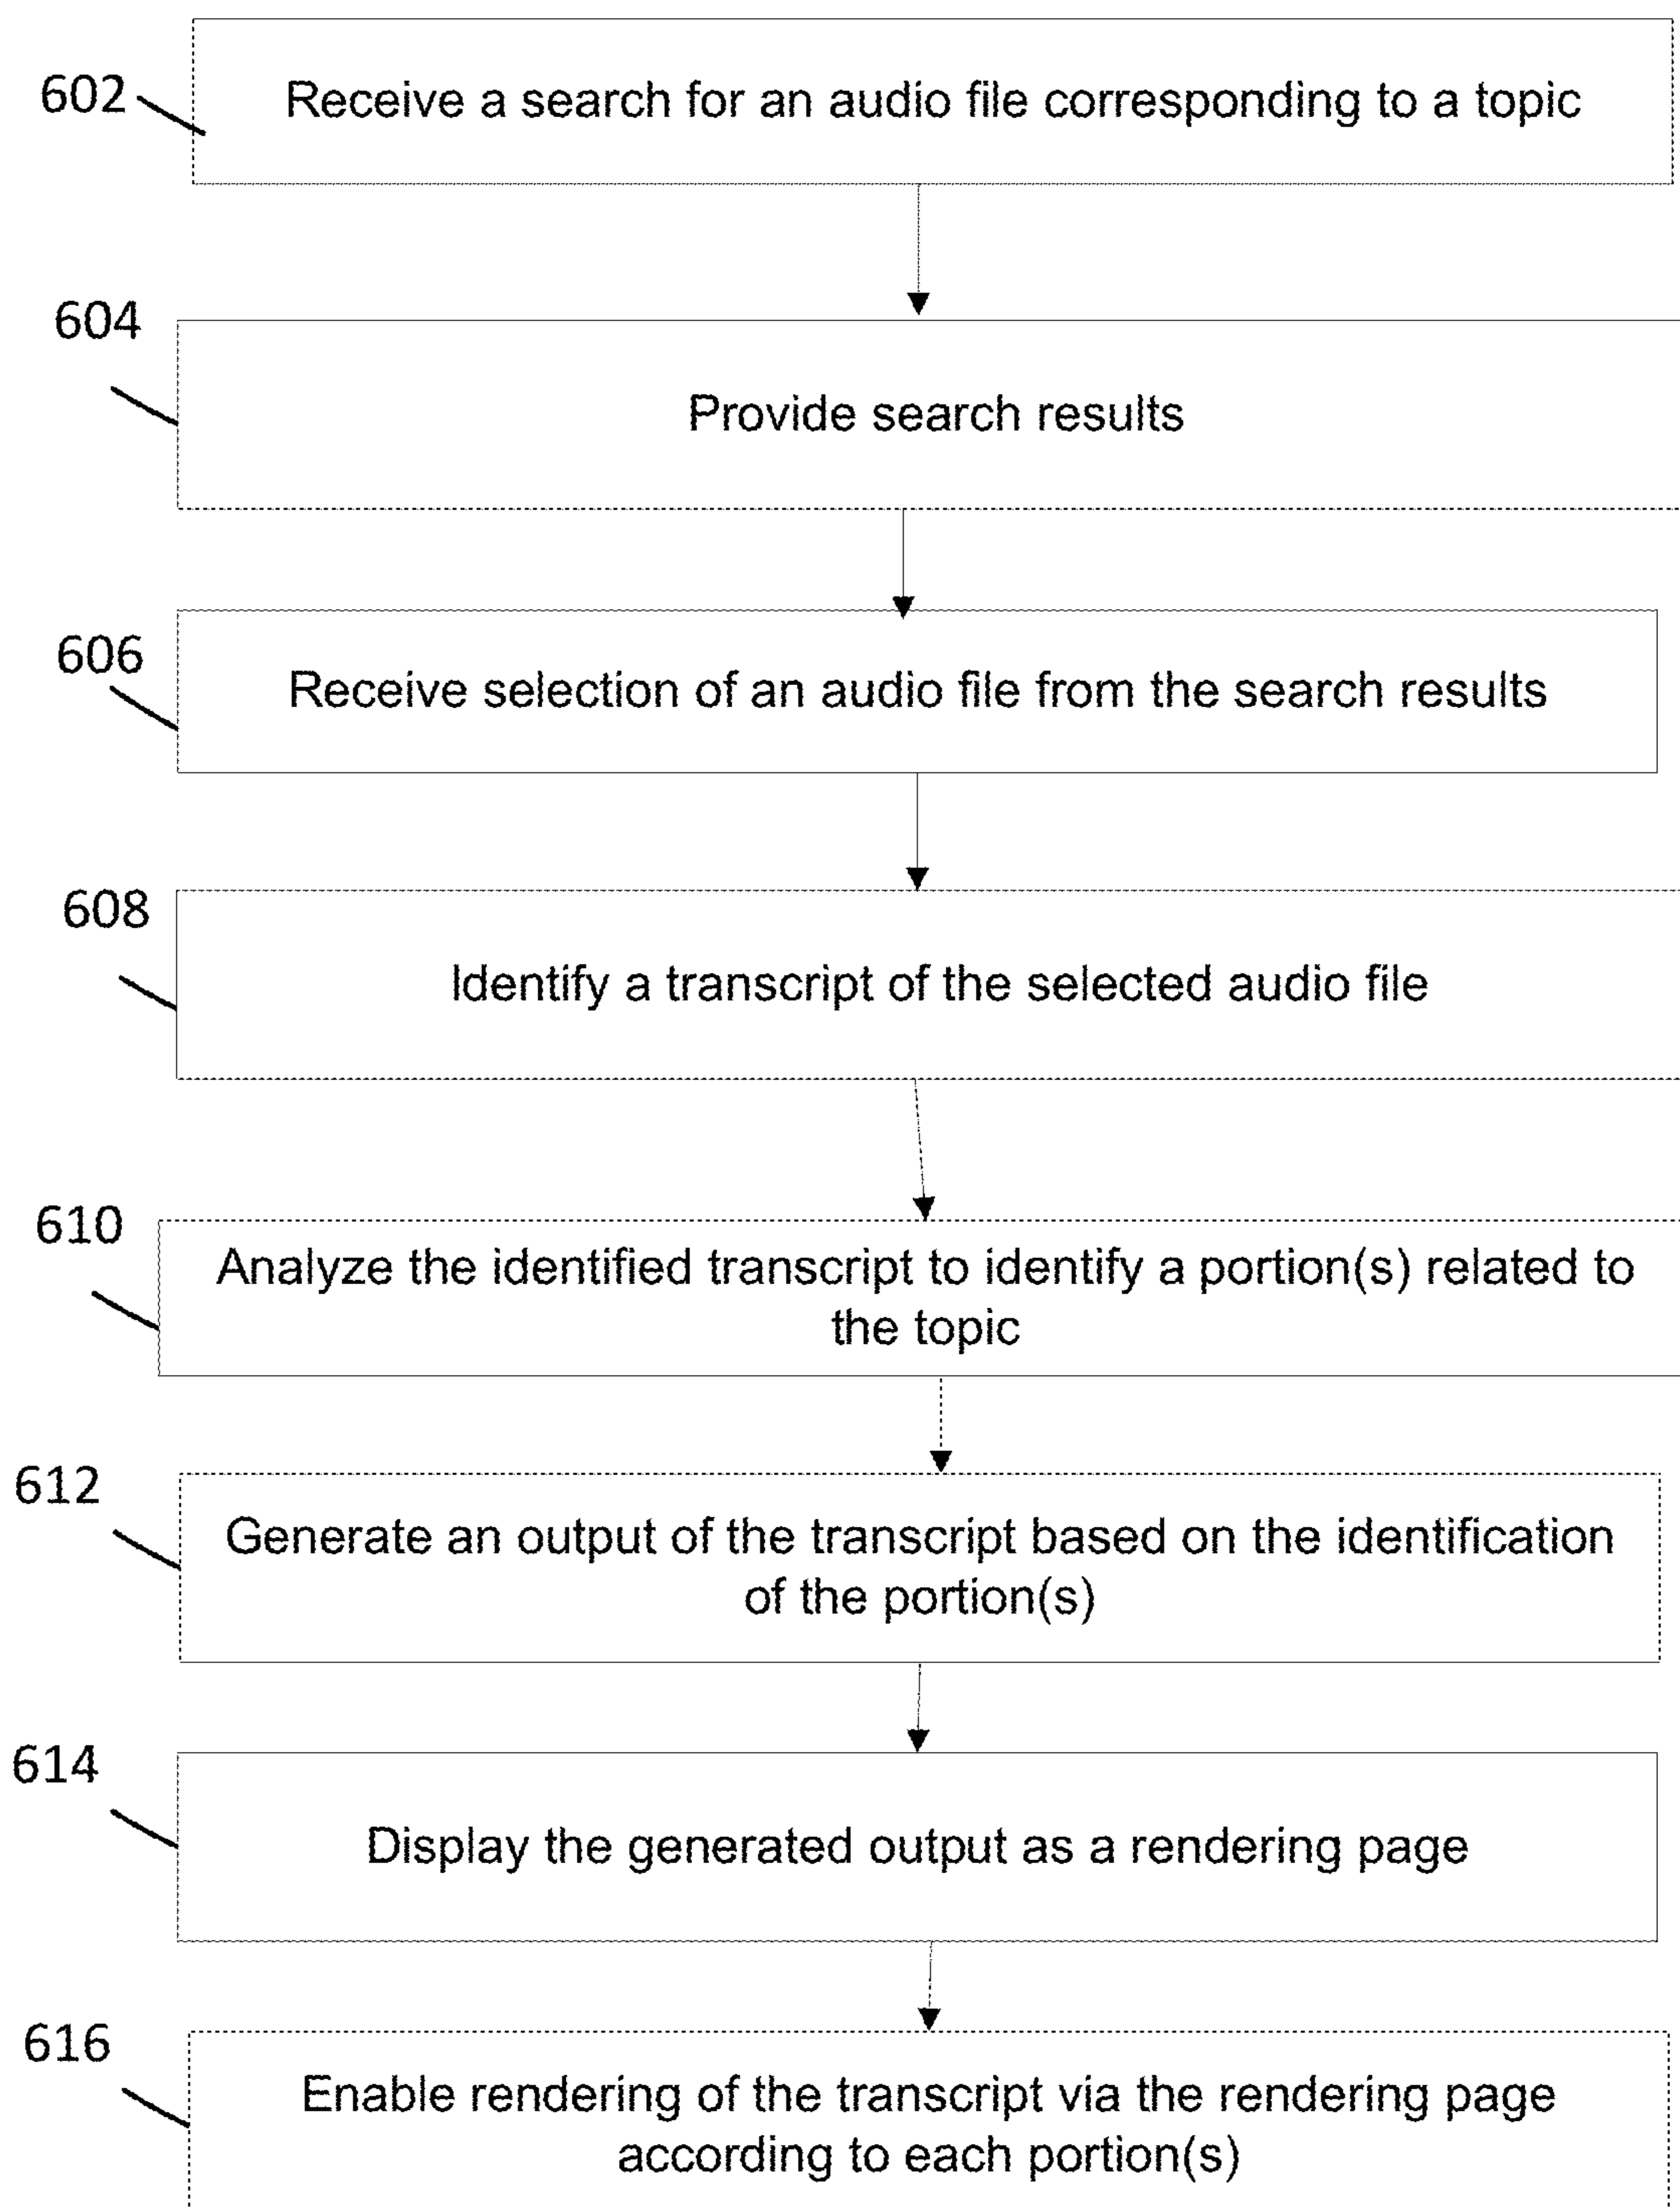 602
Receive a search for an audio file corresponding to a topic
604
Provide search results
606
Receive selection of an audio file from the search results
608
Identify a transcript of the selected audio file
610
Analyze the identified transcript to identify a portion(s) related to
the topic
612
Generate an output of the transcript based on the identification
of the portion(s)
614
Display the generated output as a rendering page
616
Enable rendering of the transcript via the rendering page
according to each portion(s)